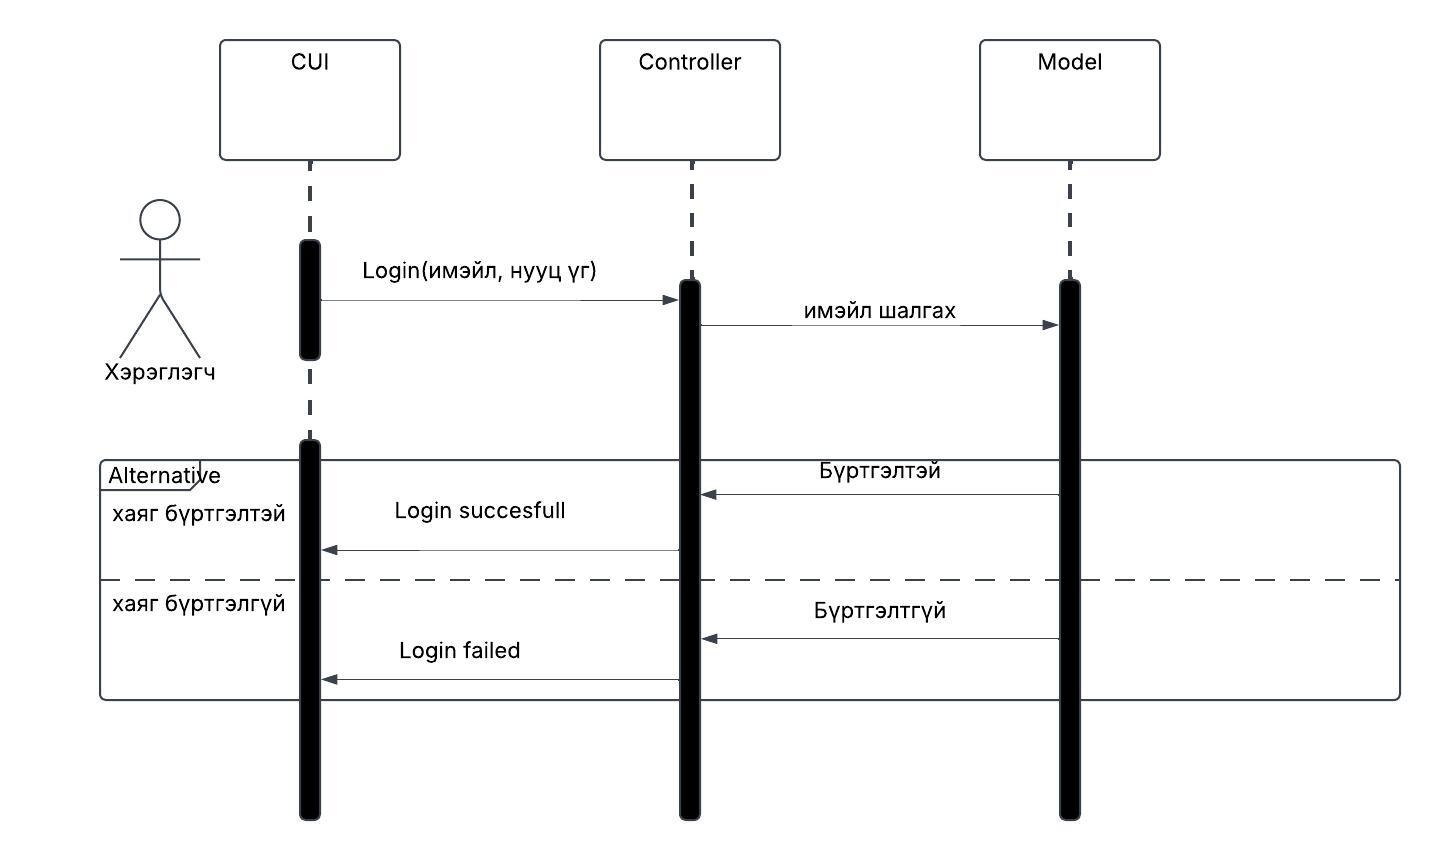 CUI
Controller
Model
Login(имэйл, нууц үг)
имэйл шалгах
Хэрэглэгч
Alternative
Бүртгэлтэй
хаяг бүртгэлтэй
Login succesfull
хаяг бүртгэлгүй
Бүртгэлтгүй
Login failed